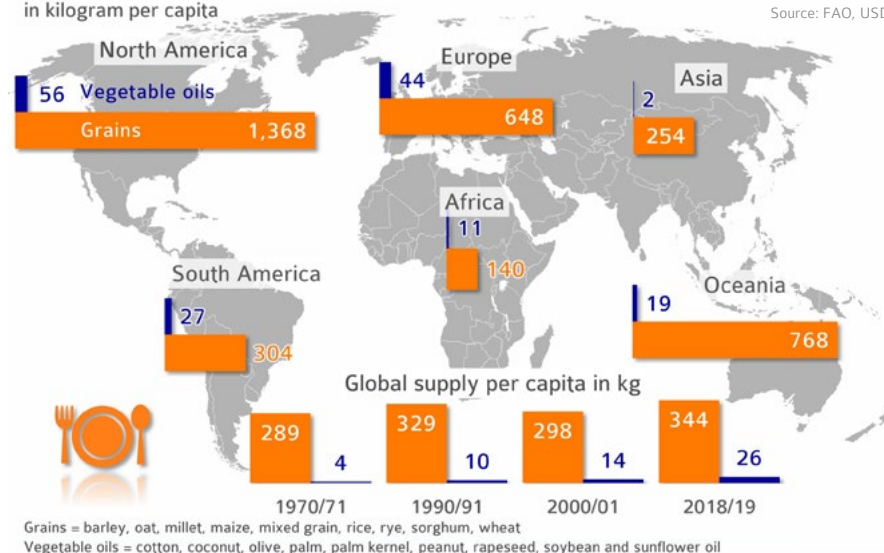 in kilogram per capita
Source: FAO, USD
North America
56 Vegetable oils
Grains 1,368
Europe
44
648
Asia
2
254
Africa
11
140
South America
27
304
Oceania
19
768
Global supply per capita in kg
289 4 329 10 298 14 344 26
1970/71 1990/91 2000/01 2018/19
Grains = barley, oat, millet, maize, mixed grain, rice, rye, sorghum, wheat
Vegetable oils = cotton, coconut, olive, palm, palm kernel, peanut, rapeseed, soybean and sunflower oil